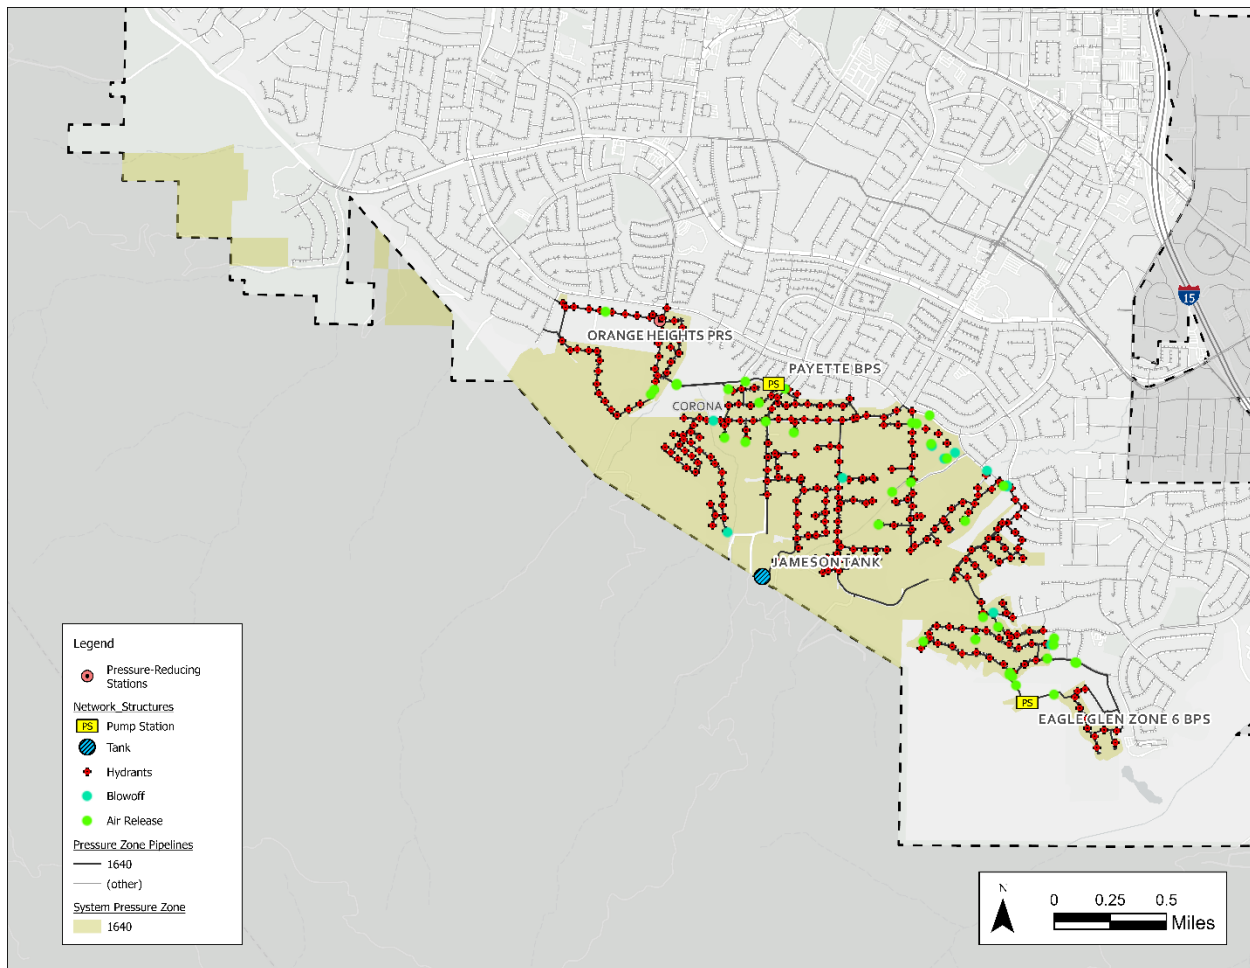 15
ORANGE HEIGHTS PRS
PAYETTE BPS
PS
CORONA
JAMESON TANK
PS
EAGLE GLEN ZONE 6 BPS
Legend
Pressure-Reducing
Stations
Network_Structures
PS Pump Station
Tank
Hydrants
Blowoff
Air Release
Pressure Zone Pipelines
1640
(other)
System Pressure Zone
1640
N
0 0.25 0.5
Miles